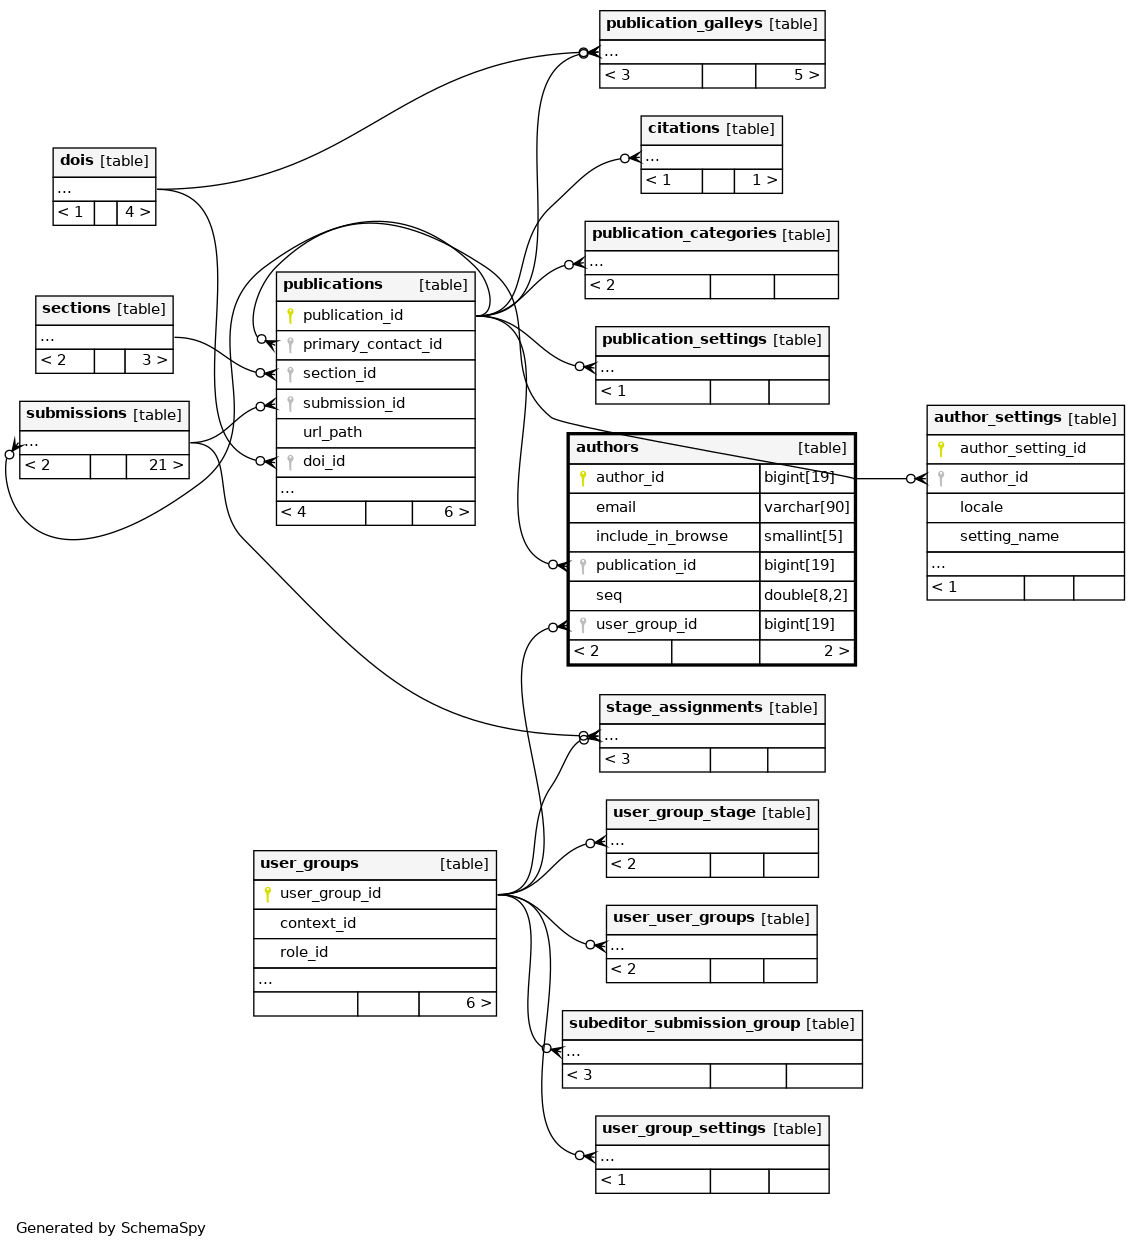 publication_galleys [table]
...
< 3 5 >
citations [table]
...
< 1 1 >
dois [table]
...
< 1 4 >
publication_categories [table]
...
< 2
publications [table]
publication_id
primary_contact_id
section_id
submission_id
url_path
doi_id
...
< 4 6 >
sections [table]
...
< 2 3 >
publication_settings [table]
...
< 1
submissions [table]
...
< 2 21 >
authors [table]
author_id bigint[19]
email varchar[90]
include_in_browse smallint[5]
publication_id bigint[19]
seq double[8,2]
user_group_id bigint[19]
< 2 2 >
author_settings [table]
author_setting_id
author_id
locale
setting_name
...
< 1
stage_assignments [table]
...
< 3
user_group_stage [table]
...
< 2
user_groups [table]
user_group_id
context_id
role_id
...
6 >
user_user_groups [table]
...
< 2
subeditor_submission_group [table]
...
< 3
user_group_settings [table]
...
< 1
Generated by SchemaSpy